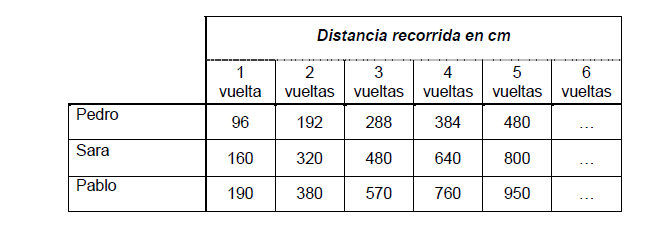 Distancia recorrida en cm
1 vuelta 2 vueltas 3 vueltas 4 vueltas 5 vueltas 6 vueltas
Pedro 96 192 288 384 480 ...
Sara 160 320 480 640 800 ...
Pablo 190 380 570 760 950 ...